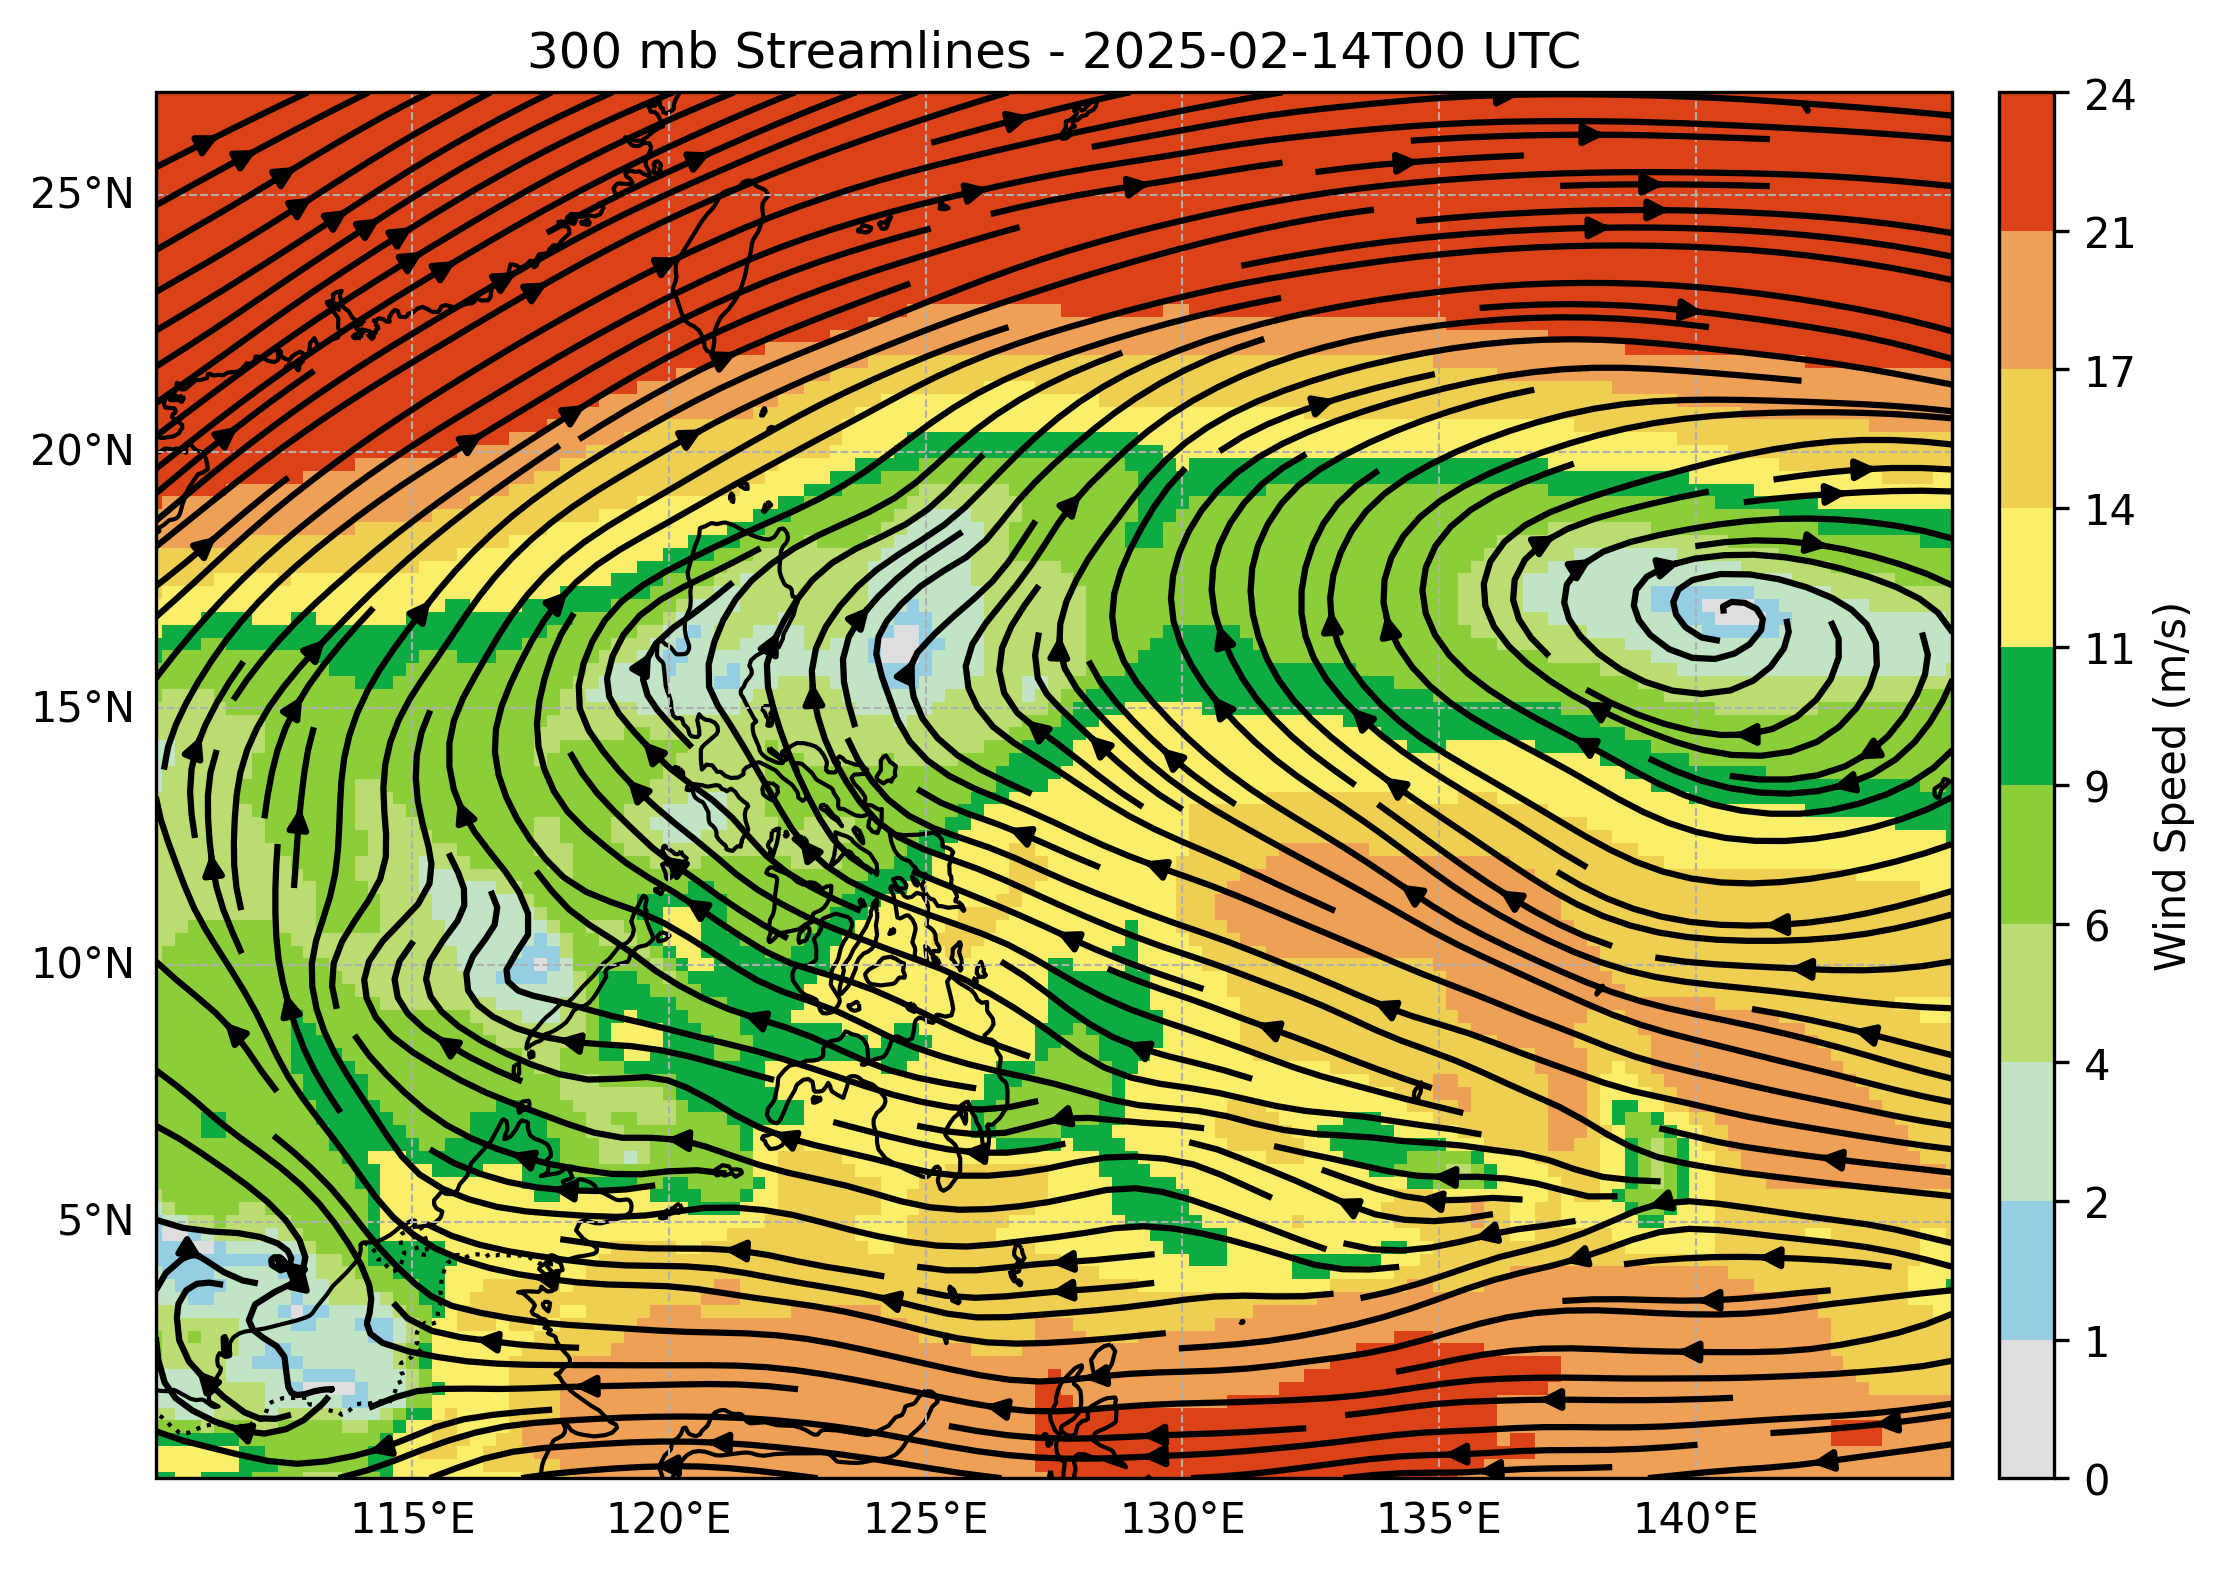 300 mb Streamlines - 2025-02-14T00 UTC
25°N
20°N
15°N
10°N
5°N
115°E
120°E
125°E
130°E
135°E
140°E
24
21
17
14
11
9
6
4
2
1
0
Wind Speed (m/s)